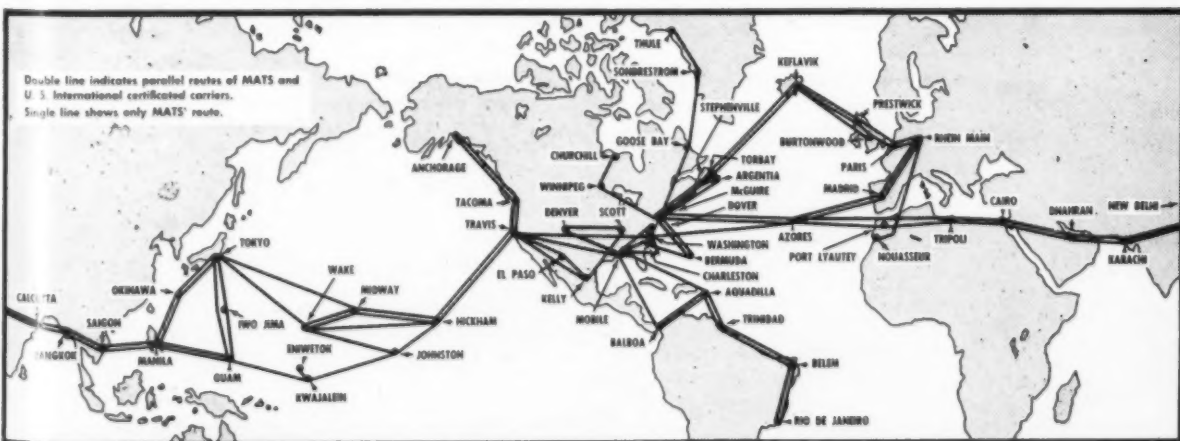 Double line indicates parallel routes of MATS and
U. S. International certificated carriers.
Single line shows only MATS' route.
THULE
SONDRESTROM
KEFLAVIK
STEPHENVILLE
PRESTWICK
GOOSE BAY
BURTONWOOD
RHEIN MAIN
CHURCHILL
TORBAY
ANCHORAGE
ARGENTIA
PARIS
WINNIPEG
McGUIRE
MADRID
TACOMA
DOVER
CAIRO
NEW DELHI
DENVER
SCOTT
DHAHRAN
TRAVIS
WASHINGTON
AZORES
TOKYO
BERMUDA
PORT LYAUTEY
NOUASSEUR
TRIPOLI
KARACHI
WAKE
EL PASO
CHARLESTON
OKINAWA
MIDWAY
KELLY
AQUADILLA
CALCUTTA
SAIGON
IWO JIMA
HICKHAM
MOBILE
TRINIDAD
BANGKOK
MANILA
ENIWETOK
JOHNSTON
BALBOA
GUAM
BELEM
KWAJALEIN
RIO DE JANEIRO